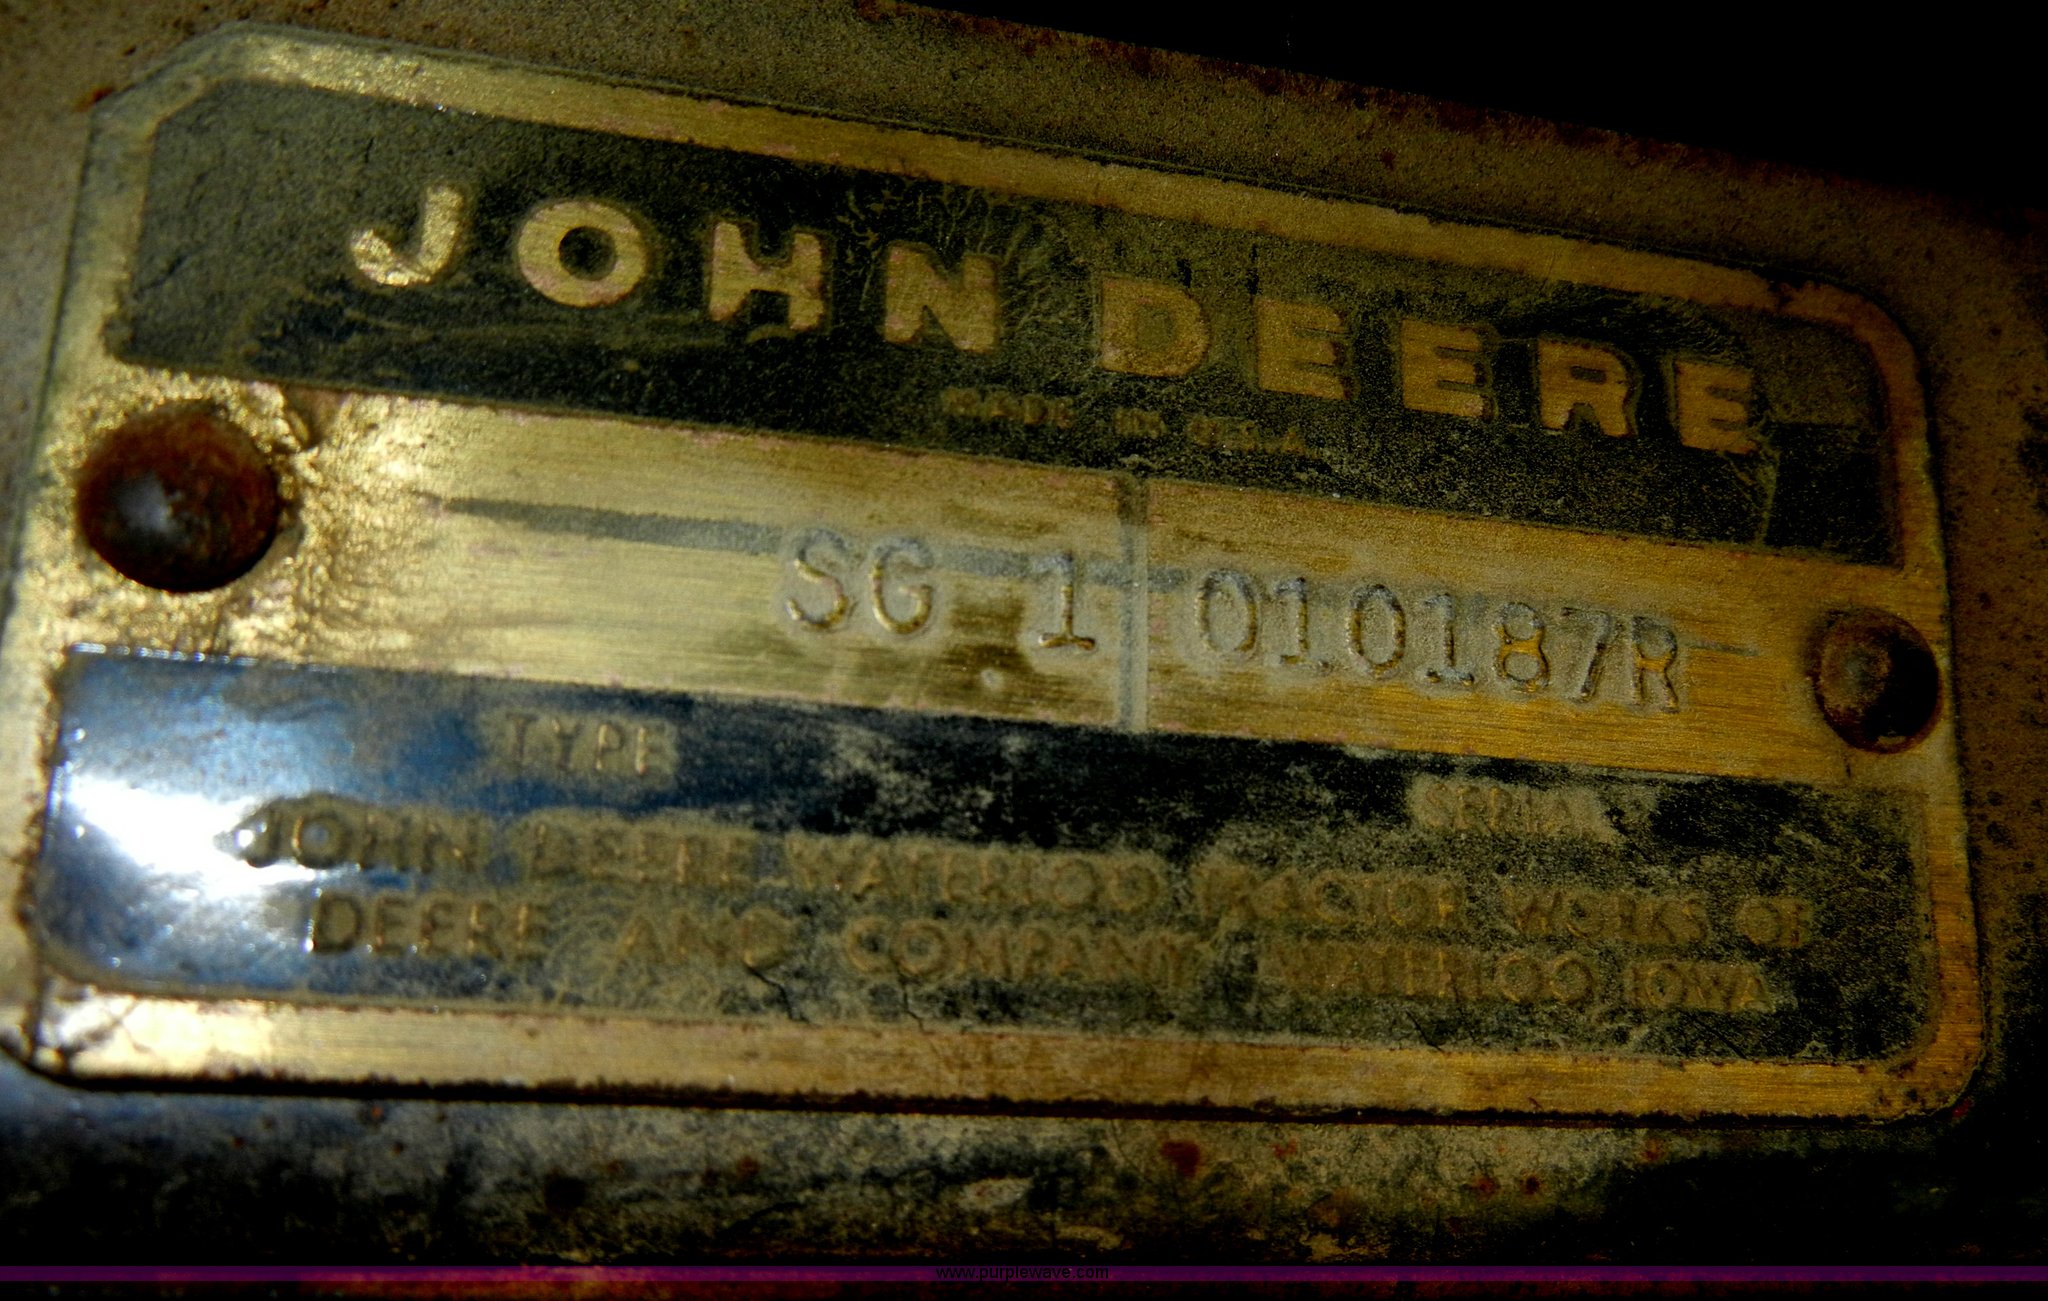 JOHN DEERE
MADE IN U.S.A.
SG 1 010187R
TYPE SERIAL
JOHN DEERE WATERLOO TRACTOR WORKS OF
DEERE AND COMPANY WATERLOO IOWA
www.purplewave.com